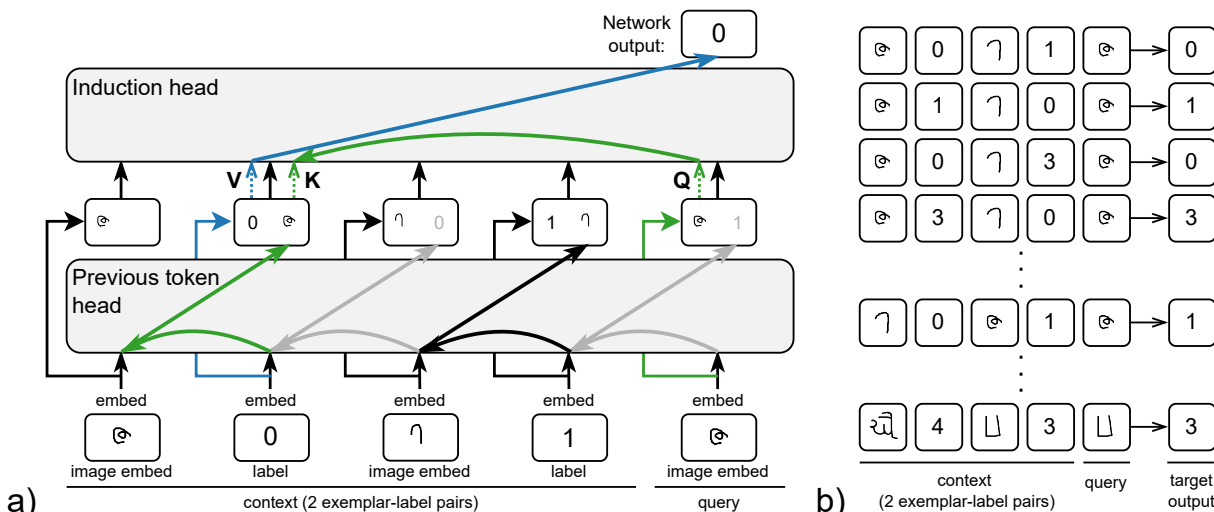 Network
output:
0
Induction head
V
K
Q
0
0
1
1
Previous token
head
embed
embed
embed
embed
embed
0
1
image embed
label
image embed
label
image embed
context (2 exemplar-label pairs)
query
a)
0 1 0
1 0 1
0 3 0
3 0 3
0 1 1
4 3 3
context
(2 exemplar-label pairs)
query
target
output
b)